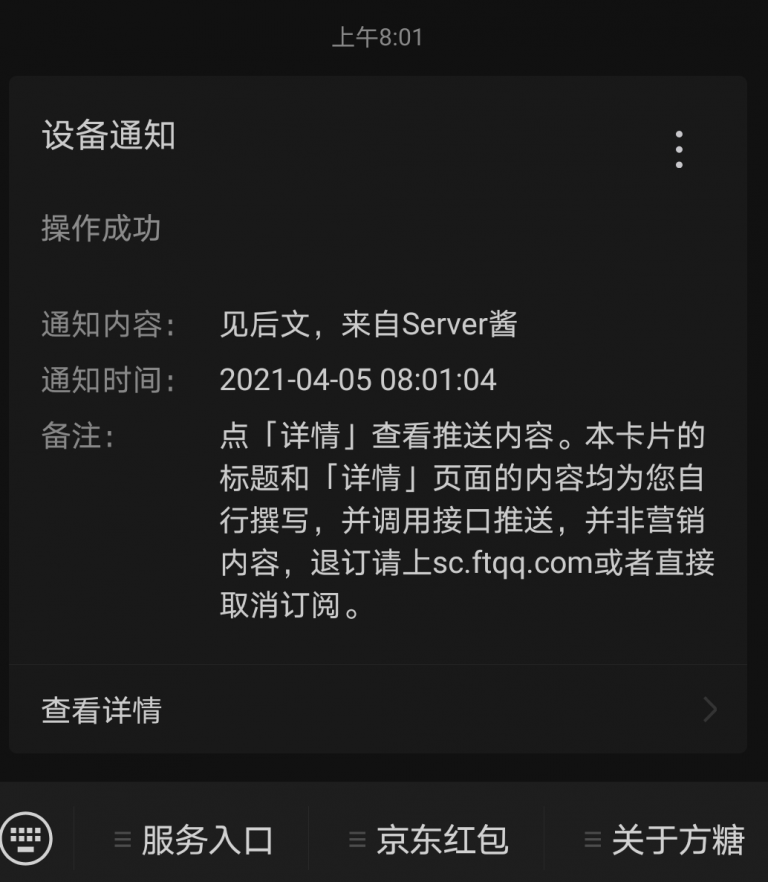 上午8:01
设备通知
操作成功
通知内容： 见后文，来自Server酱
通知时间： 2021-04-05 08:01:04
备注： 点「详情」查看推送内容。本卡片的
标题和「详情」页面的内容均为您自
行撰写，并调用接口推送，并非营销
内容，退订请上sc.ftqq.com或者直接
取消订阅。
查看详情
服务入口 京东红包 关于方糖